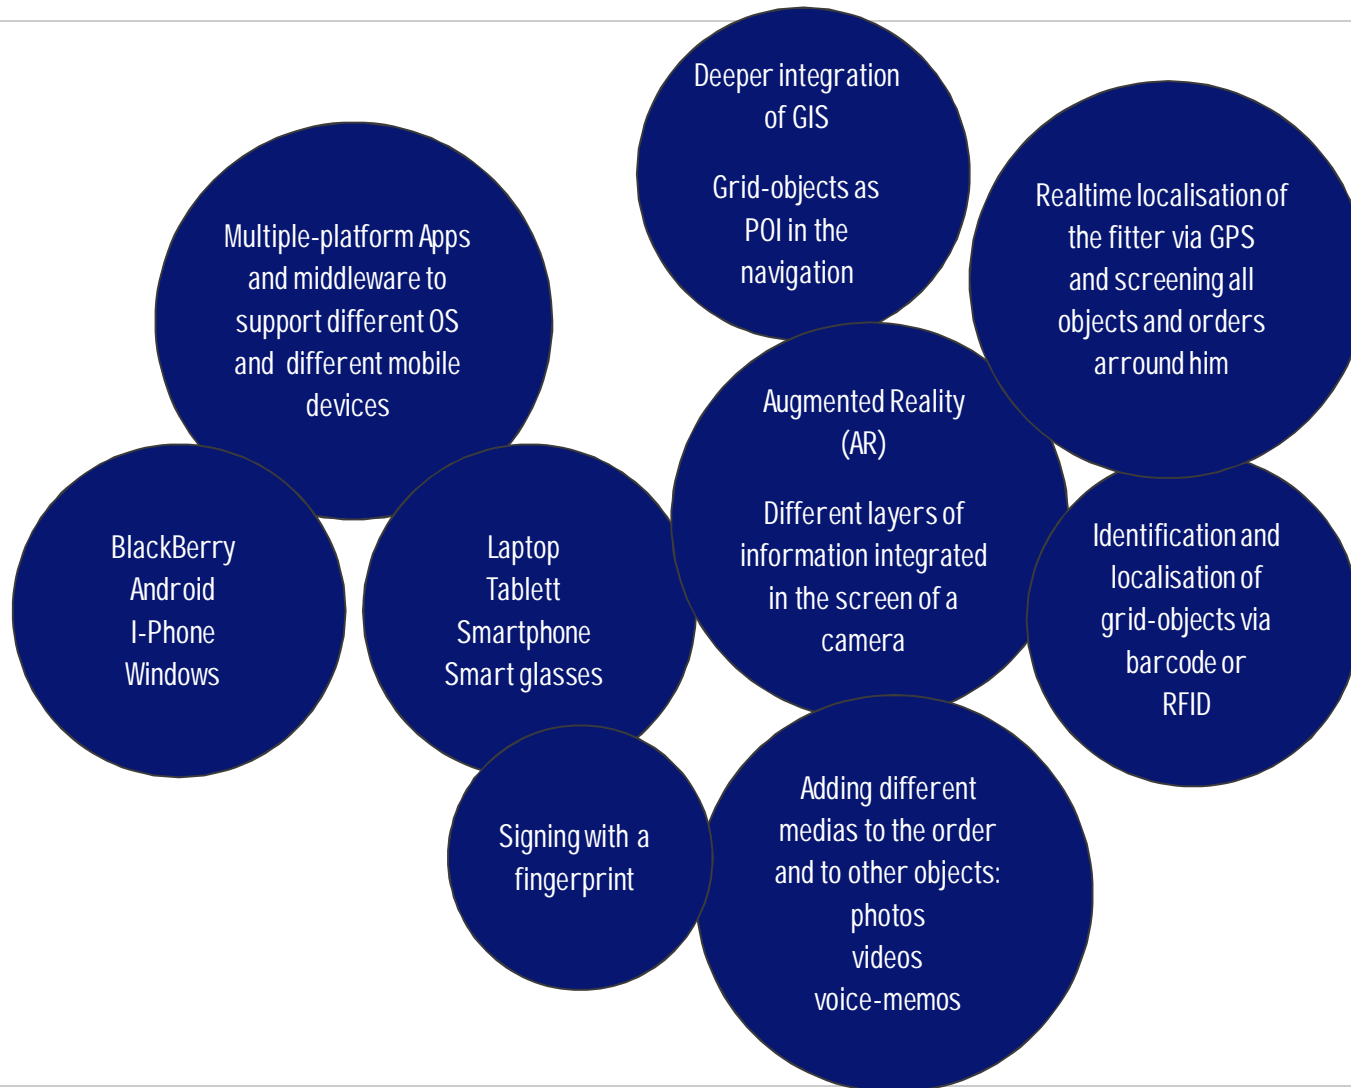 Deeper integration
of GIS
Grid-objects as
POI in the
navigation
Realtime localisation of
the fitter via GPS
and screening all
objects and orders
arround him
Multiple-platform Apps
and middleware to
support different OS
and different mobile
devices
Augmented Reality
(AR)
Different layers of
information integrated
in the screen of a
camera
BlackBerry
Android
I-Phone
Windows
Laptop
Tablett
Smartphone
Smart glasses
Identification and
localisation of
grid-objects via
barcode or
RFID
Signing with a
fingerprint
Adding different
medias to the order
and to other objects:
photos
videos
voice-memos